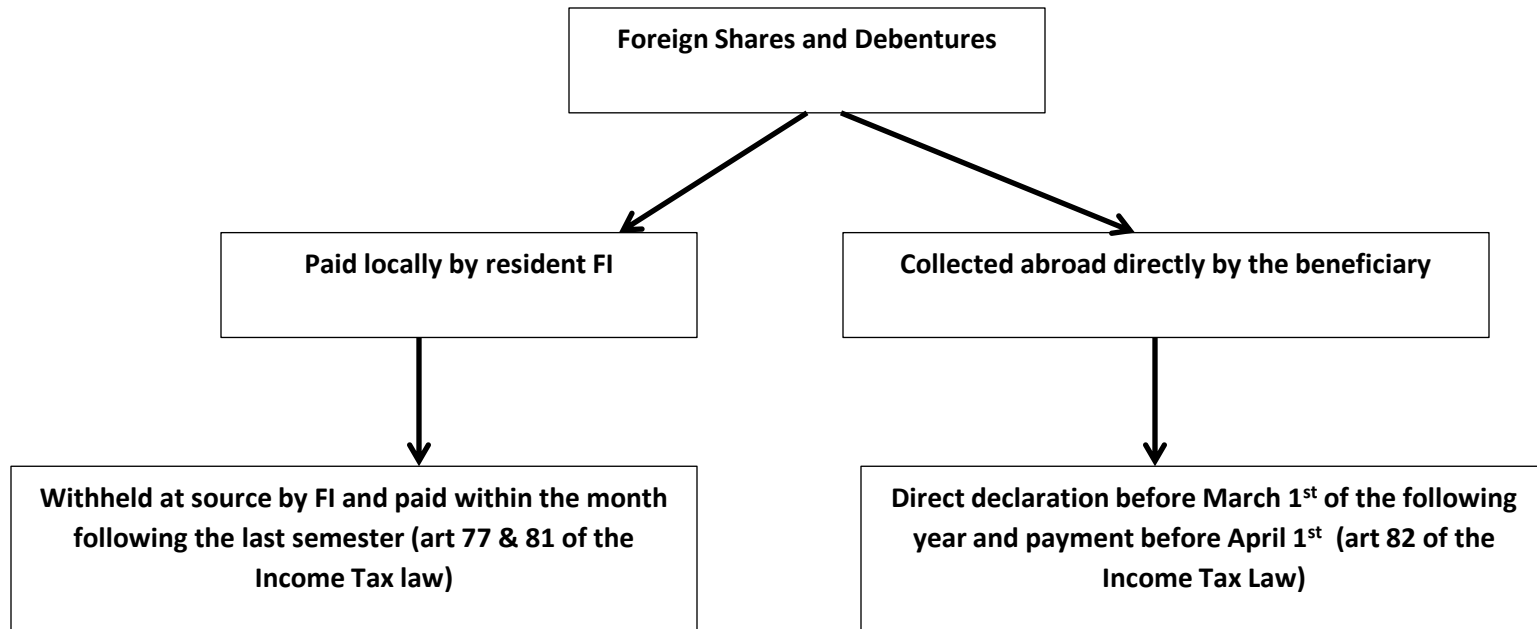 Foreign Shares and Debentures
Paid locally by resident FI
Collected abroad directly by the beneficiary
Withheld at source by FI and paid within the month
following the last semester (art 77 & 81 of the
Income Tax law)
Direct declaration before March 1st of the following
year and payment before April 1st (art 82 of the
Income Tax Law)